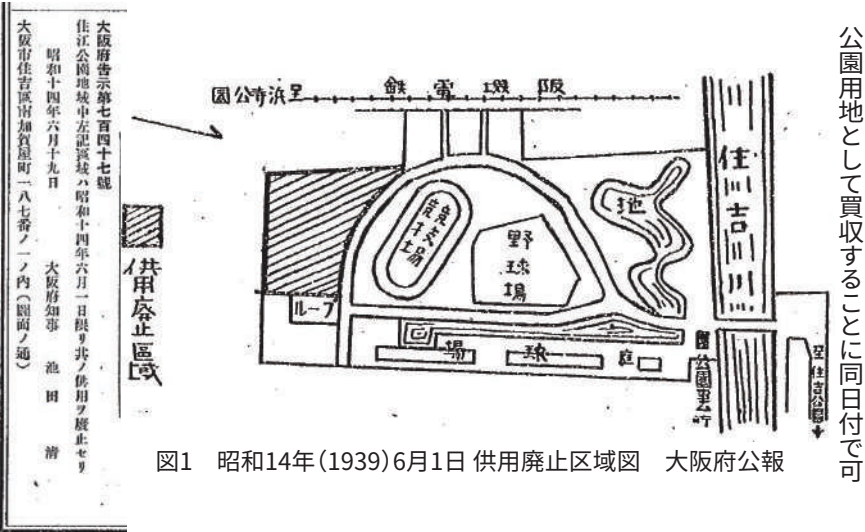 公園用地として買収することに同日付で可
大阪府告示第七百四十七號
住江公園地域中左記區域ハ昭和十四年六月一日限リ其ノ供用ヲ廢止セリ
昭和十四年六月十九日
大阪府知事 池田 清
大阪市住吉區南加賀屋町一八七番ノ一ノ内(圖面ノ通)
供用廃止區域
阪堺電鉄
至浜寺公園
住吉川
池
競技場
野球場
プール
庭球場
公園事ム所
至住吉公園
図1 昭和14年(1939)6月1日 供用廃止区域図 大阪府公報